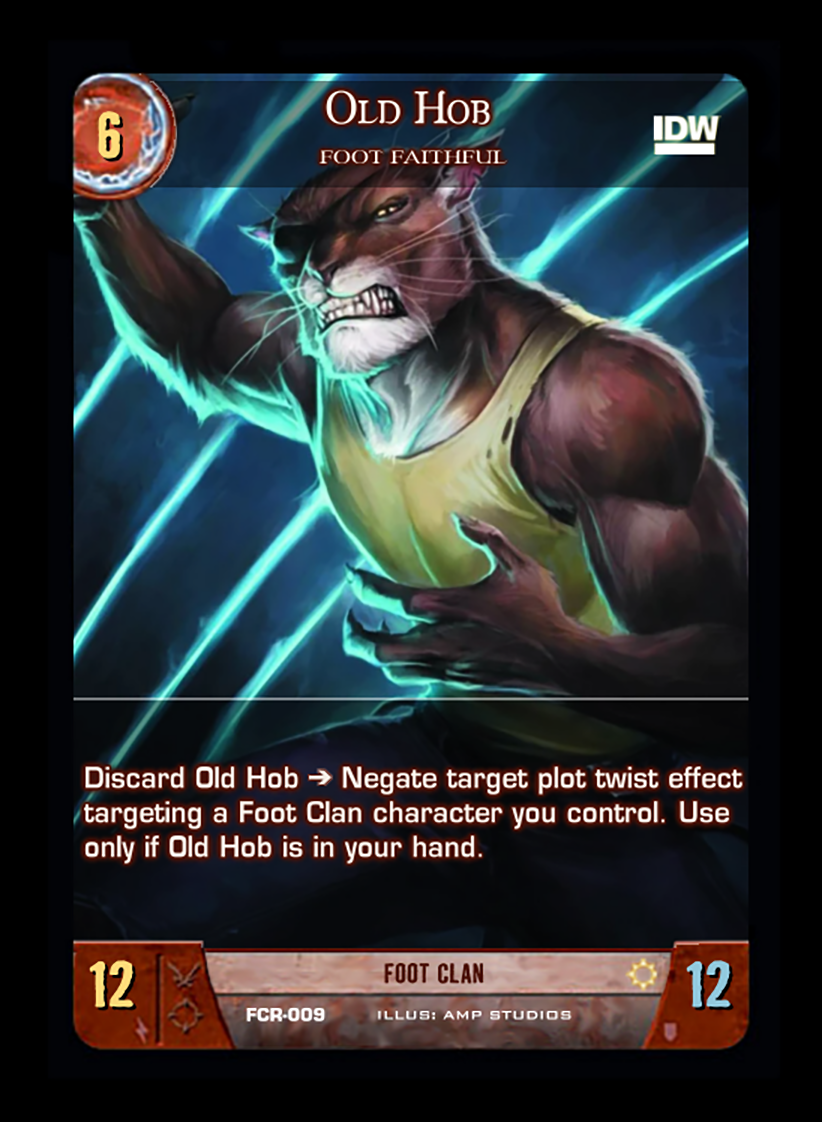 6
Old Hob
IDW
FOOT FAITHFUL
Discard Old Hob ➔ Negate target plot twist effect
targeting a Foot Clan character you control. Use
only if Old Hob is in your hand.
12
FOOT CLAN
12
FCR-009
ILLUS: AMP STUDIOS